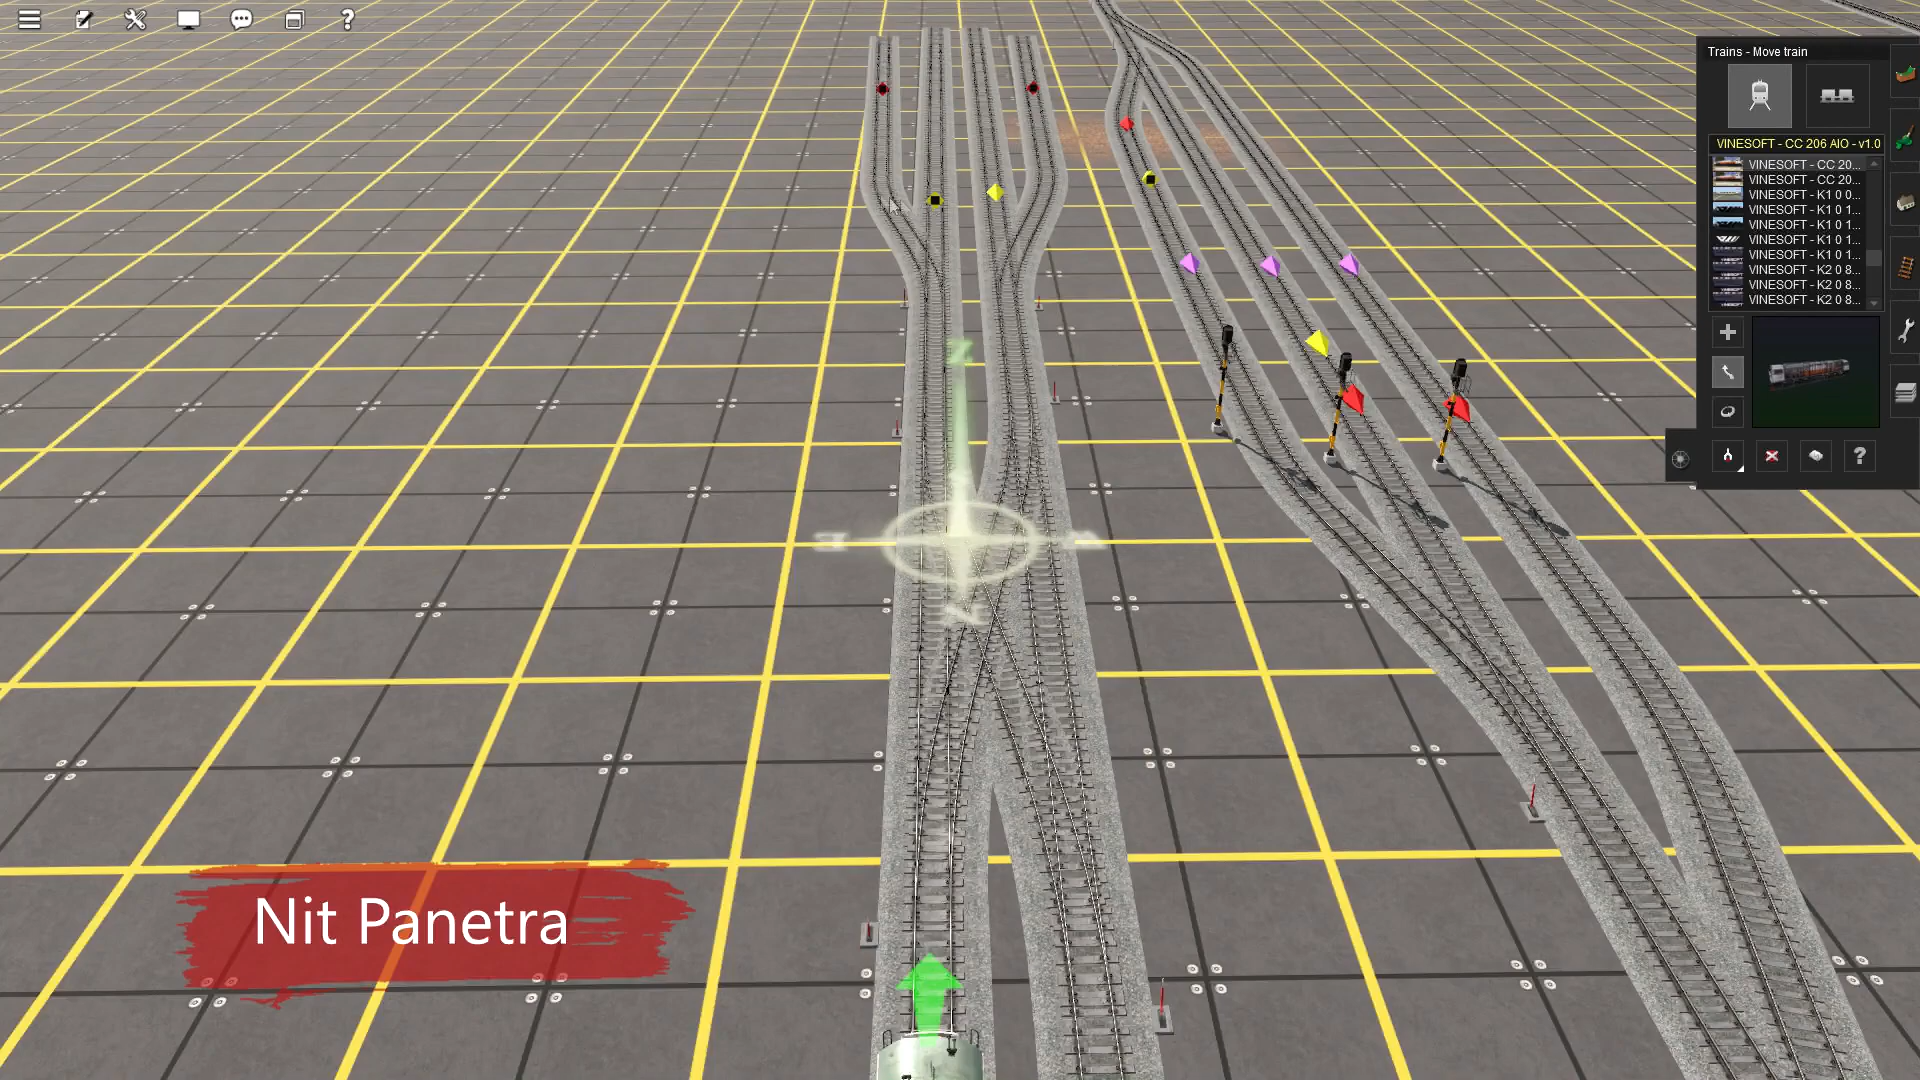 Trains - Move train
VINESOFT - CC 206 AIO - v1.0
VINESOFT - CC 20...
VINESOFT - CC 20...
VINESOFT - K1 0 0...
VINESOFT - K1 0 1...
VINESOFT - K1 0 1...
VINESOFT - K1 0 1...
VINESOFT - K1 0 1...
VINESOFT - K2 0 8...
VINESOFT - K2 0 8...
VINESOFT - K2 0 8...
Nit Panetra